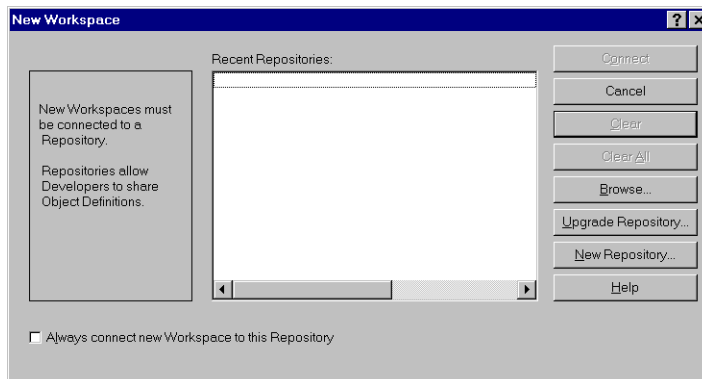 New Workspace
Recent Repositories:
New Workspaces must
be connected to a
Repository.
Repositories allow
Developers to share
Object Definitions.
Connect
Cancel
Clear
Clear All
Browse...
Upgrade Repository...
New Repository...
Help
Always connect new Workspace to this Repository